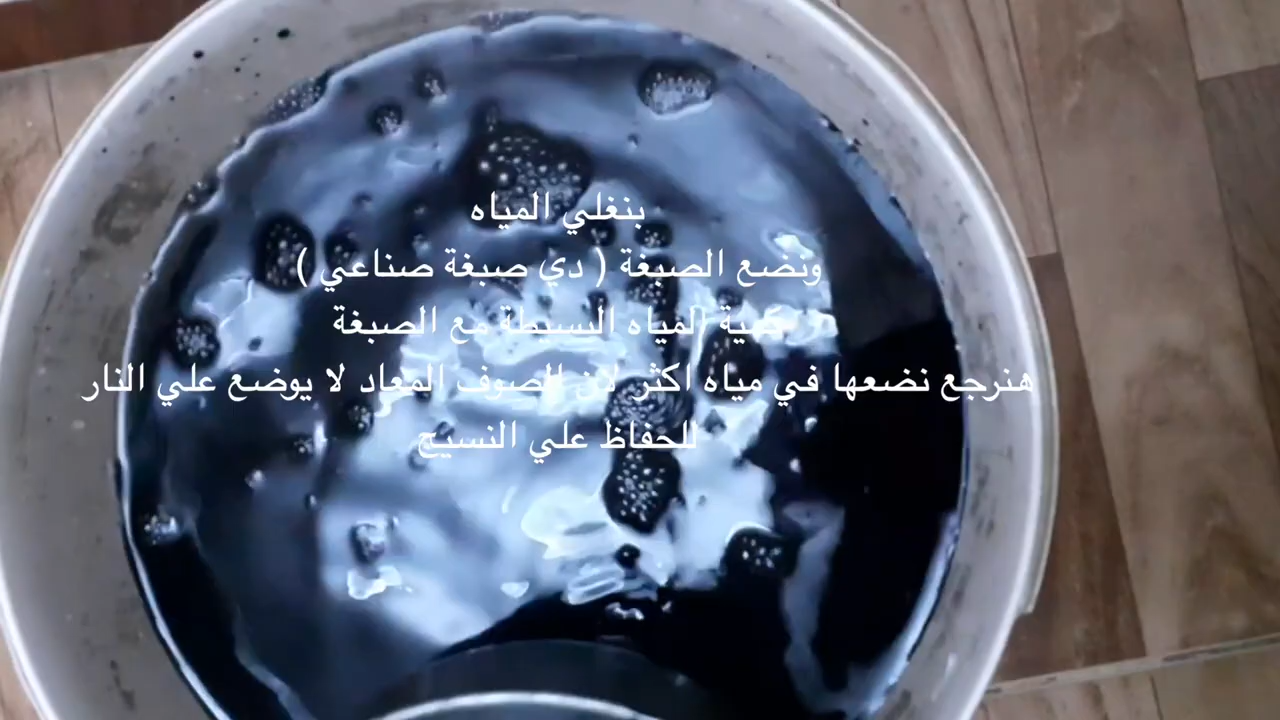 بنغلي المياه
ونضع الصبغة ( دي صبغة صناعي )
كمية المياه البسيطة مع الصبغة
هنرجع نضعها في مياه اكثر لان الصوف المعاد لا يوضع علي النار
للحفاظ علي النسيج